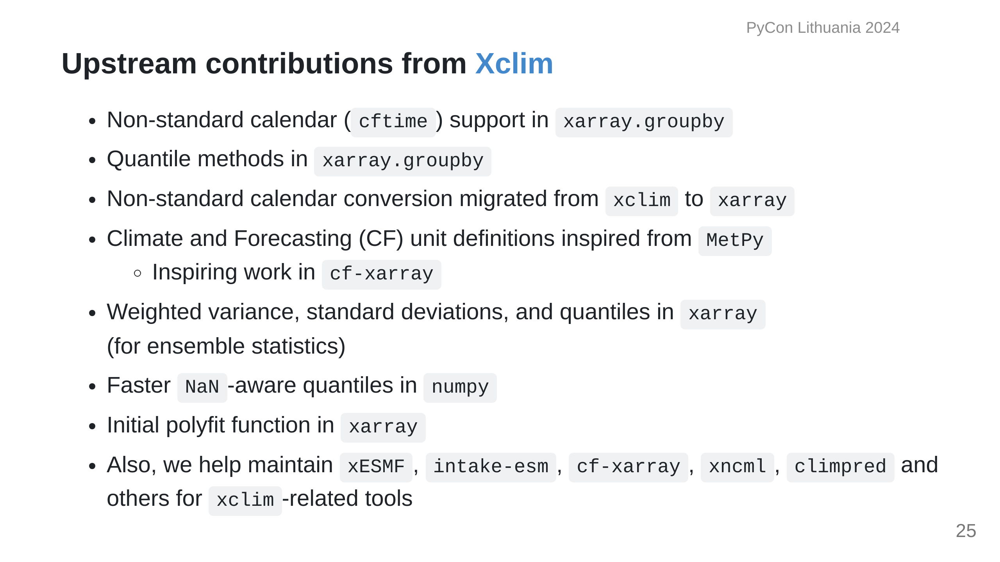 PyCon Lithuania 2024
Upstream contributions from Xclim
• Non-standard calendar (cftime) support in xarray.groupby
• Quantile methods in xarray.groupby
• Non-standard calendar conversion migrated from xclim to xarray
• Climate and Forecasting (CF) unit definitions inspired from MetPy
◦ Inspiring work in cf-xarray
• Weighted variance, standard deviations, and quantiles in xarray
(for ensemble statistics)
• Faster NaN-aware quantiles in numpy
• Initial polyfit function in xarray
• Also, we help maintain xESMF, intake-esm, cf-xarray, xncml, climpred and
others for xclim-related tools
25